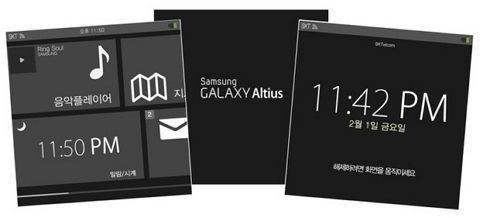 SKT
오후 11:50
Ring Soul
SAMSUNG
음악플레이어
지
11:50 PM
2
알람/시계
Samsung
GALAXY Altius
SKT
SKTelecom
11:42 PM
2월 1일 금요일
해제하려면 화면을 움직이세요